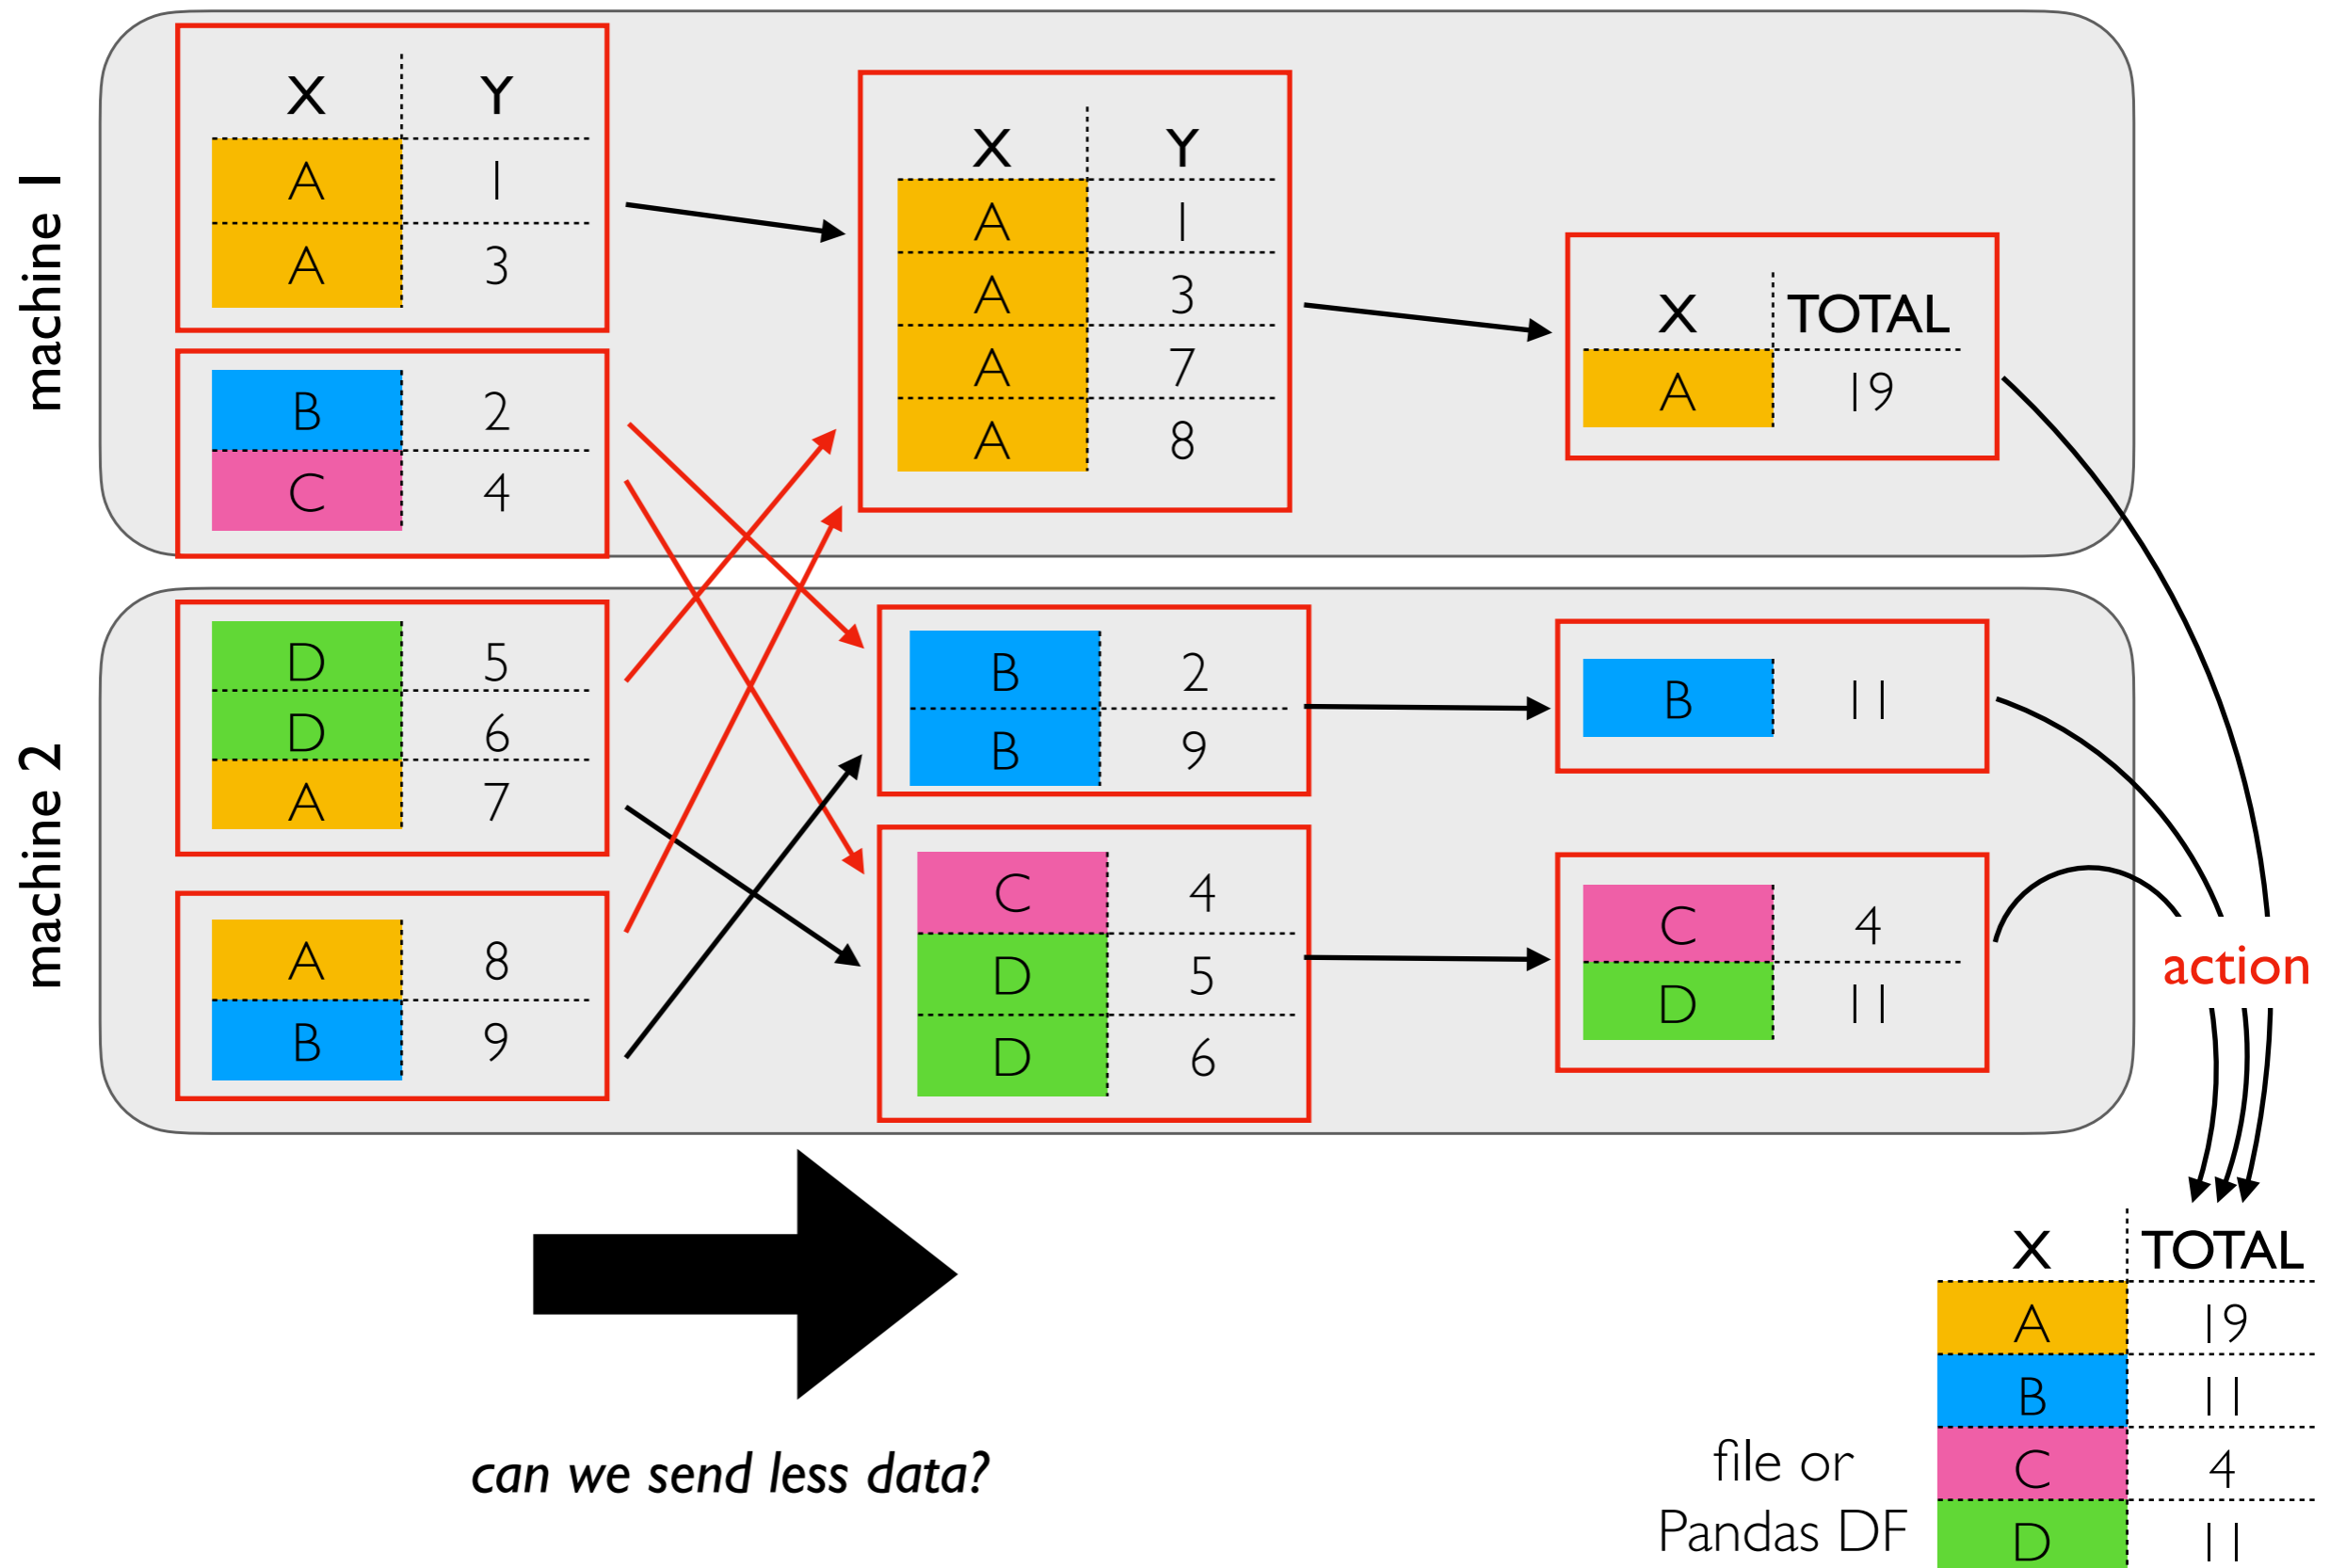 machine 1
X Y
A 1
A 3
B 2
C 4
X Y
A 1
A 3
A 7
A 8
X TOTAL
A 19
machine 2
D 5
D 6
A 7
A 8
B 9
B 2
B 9
C 4
D 5
D 6
B 11
C 4
D 11
action
can we send less data?
file or
Pandas DF
X TOTAL
A 19
B 11
C 4
D 11